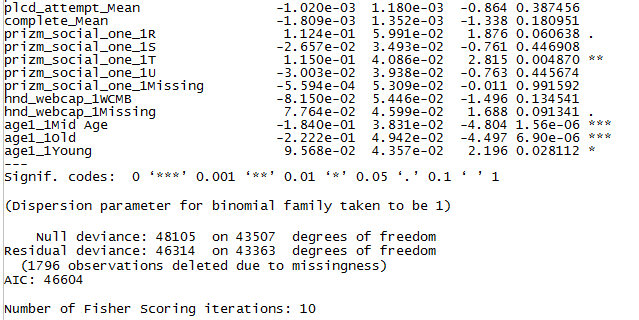 plcd_attempt_Mean -1.020e-03 1.180e-03 -0.864 0.387456
complete_Mean -1.809e-03 1.352e-03 -1.338 0.180951
prizm_social_one_1R 1.124e-01 5.991e-02 1.876 0.060638 .
prizm_social_one_1S -2.657e-02 3.493e-02 -0.761 0.446908
prizm_social_one_1T 1.150e-01 4.086e-02 2.815 0.004870 **
prizm_social_one_1U -3.003e-02 3.938e-02 -0.763 0.445674
prizm_social_one_1Missing -5.594e-04 5.309e-02 -0.011 0.991592
hnd_webcap_1WCMB -8.150e-02 5.446e-02 -1.496 0.134541
hnd_webcap_1Missing 7.764e-02 4.599e-02 1.688 0.091341 .
age1_1Mid Age -1.840e-01 3.831e-02 -4.804 1.56e-06 ***
age1_1Old -2.222e-01 4.942e-02 -4.497 6.90e-06 ***
age1_1Young 9.568e-02 4.357e-02 2.196 0.028112 *
---
Signif. codes: 0 ‘***’ 0.001 ‘**’ 0.01 ‘*’ 0.05 ‘.’ 0.1 ‘ ’ 1
(Dispersion parameter for binomial family taken to be 1)
Null deviance: 48105 on 43507 degrees of freedom
Residual deviance: 46314 on 43363 degrees of freedom
(1796 observations deleted due to missingness)
AIC: 46604
Number of Fisher Scoring iterations: 10